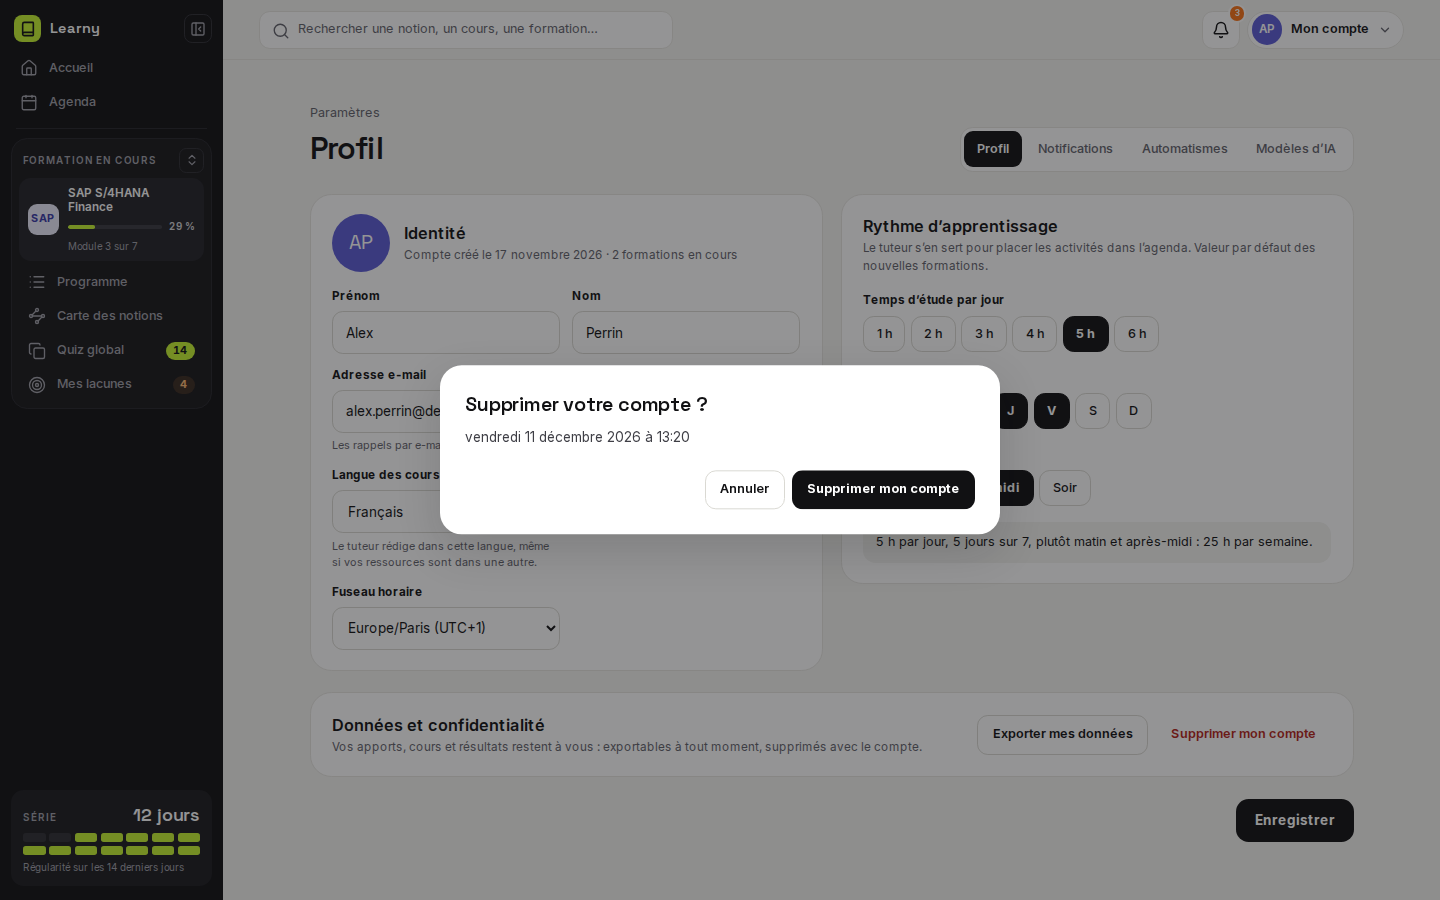 Learny
Accueil
Agenda
FORMATION EN COURS
SAP
SAP S/4HANA
Finance
29 %
Module 3 sur 7
Programme
Carte des notions
Quiz global
14
Mes lacunes
4
SÉRIE
12 jours
Régularité sur les 14 derniers jours
Rechercher une notion, un cours, une formation…
3
AP
Mon compte
Paramètres
Profil
Profil
Notifications
Automatismes
Modèles d’IA
AP
Identité
Compte créé le 17 novembre 2026 · 2 formations en cours
Prénom
Nom
Alex
Perrin
Adresse e-mail
alex.perrin@de
Les rappels par e-ma
Langue des cours
Français
Le tuteur rédige dans cette langue, même
si vos ressources sont dans une autre.
Fuseau horaire
Europe/Paris (UTC+1)
Rythme d’apprentissage
Le tuteur s’en sert pour placer les activités dans l’agenda. Valeur par défaut des
nouvelles formations.
Temps d’étude par jour
1 h
2 h
3 h
4 h
5 h
6 h
J
V
S
D
idi
Soir
5 h par jour, 5 jours sur 7, plutôt matin et après-midi : 25 h par semaine.
Supprimer votre compte ?
vendredi 11 décembre 2026 à 13:20
Annuler
Supprimer mon compte
Données et confidentialité
Vos apports, cours et résultats restent à vous : exportables à tout moment, supprimés avec le compte.
Exporter mes données
Supprimer mon compte
Enregistrer